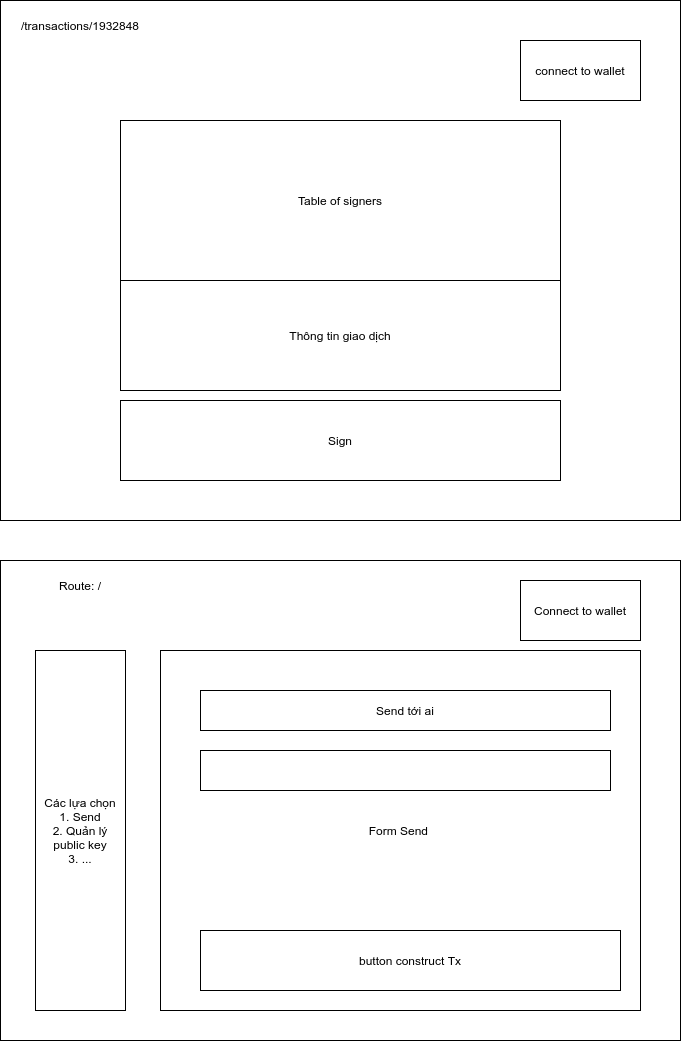 /transactions/1932848
connect to wallet
Table of signers
Thông tin giao dịch
Sign
Route: /
Connect to wallet
Các lựa chọn
1. Send
2. Quản lý
public key
3. ...
Send tới ai
Form Send
button construct Tx